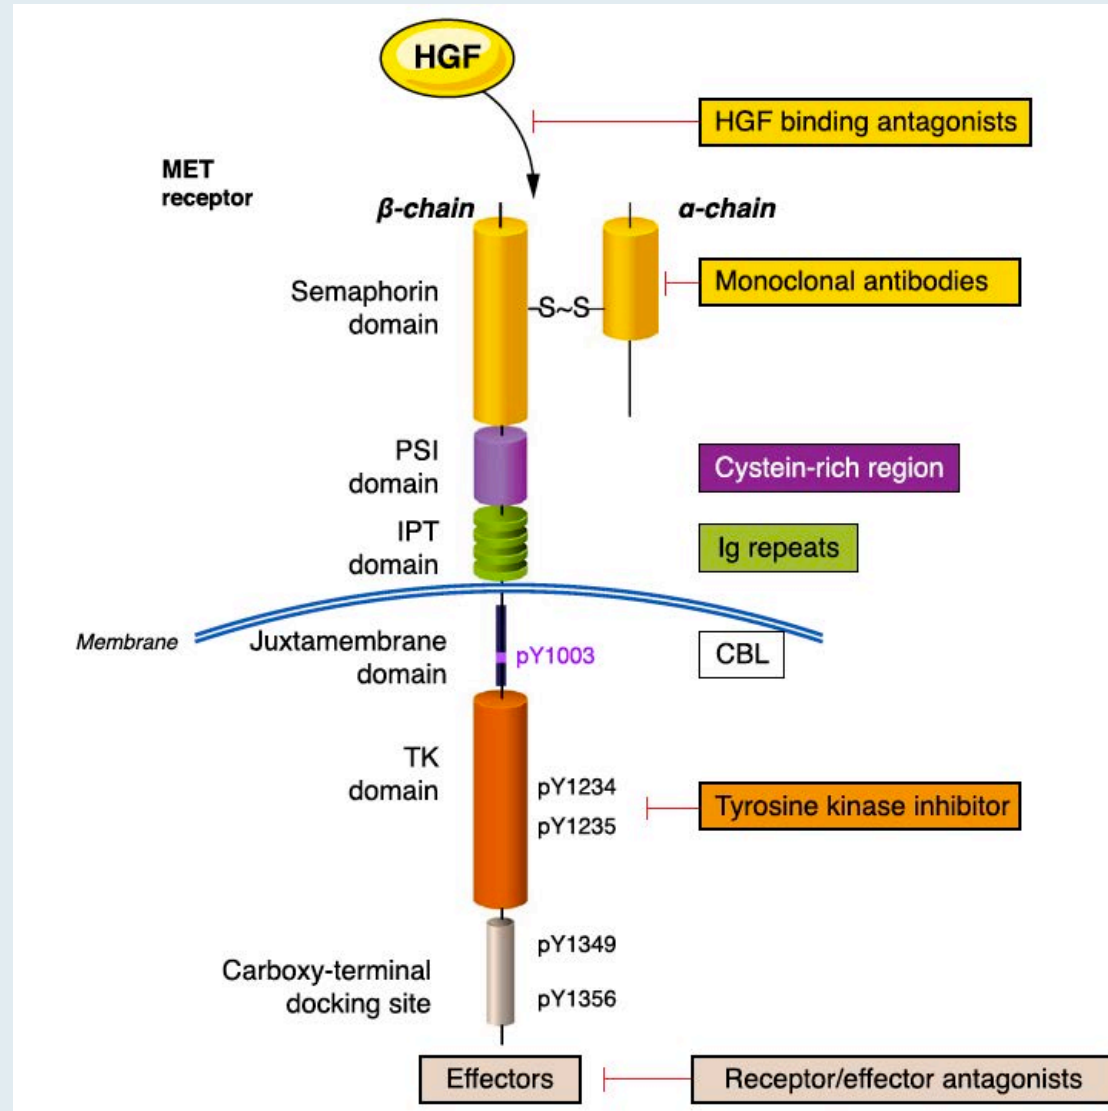 HGF
HGF binding antagonists
MET
receptor
β-chain
α-chain
Semaphorin
domain
-S~S-
Monoclonal antibodies
PSI
domain
Cystein-rich region
IPT
domain
Ig repeats
Membrane
Juxtamembrane
domain
pY1003
CBL
TK
domain
pY1234
pY1235
Tyrosine kinase inhibitor
Carboxy-terminal
docking site
pY1349
pY1356
Effectors
Receptor/effector antagonists